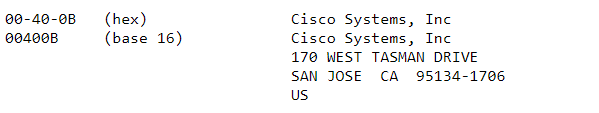 00-40-0B   (hex)                Cisco Systems, Inc
00400B     (base 16)            Cisco Systems, Inc
                                170 WEST TASMAN DRIVE
                                SAN JOSE  CA  95134-1706
                                US